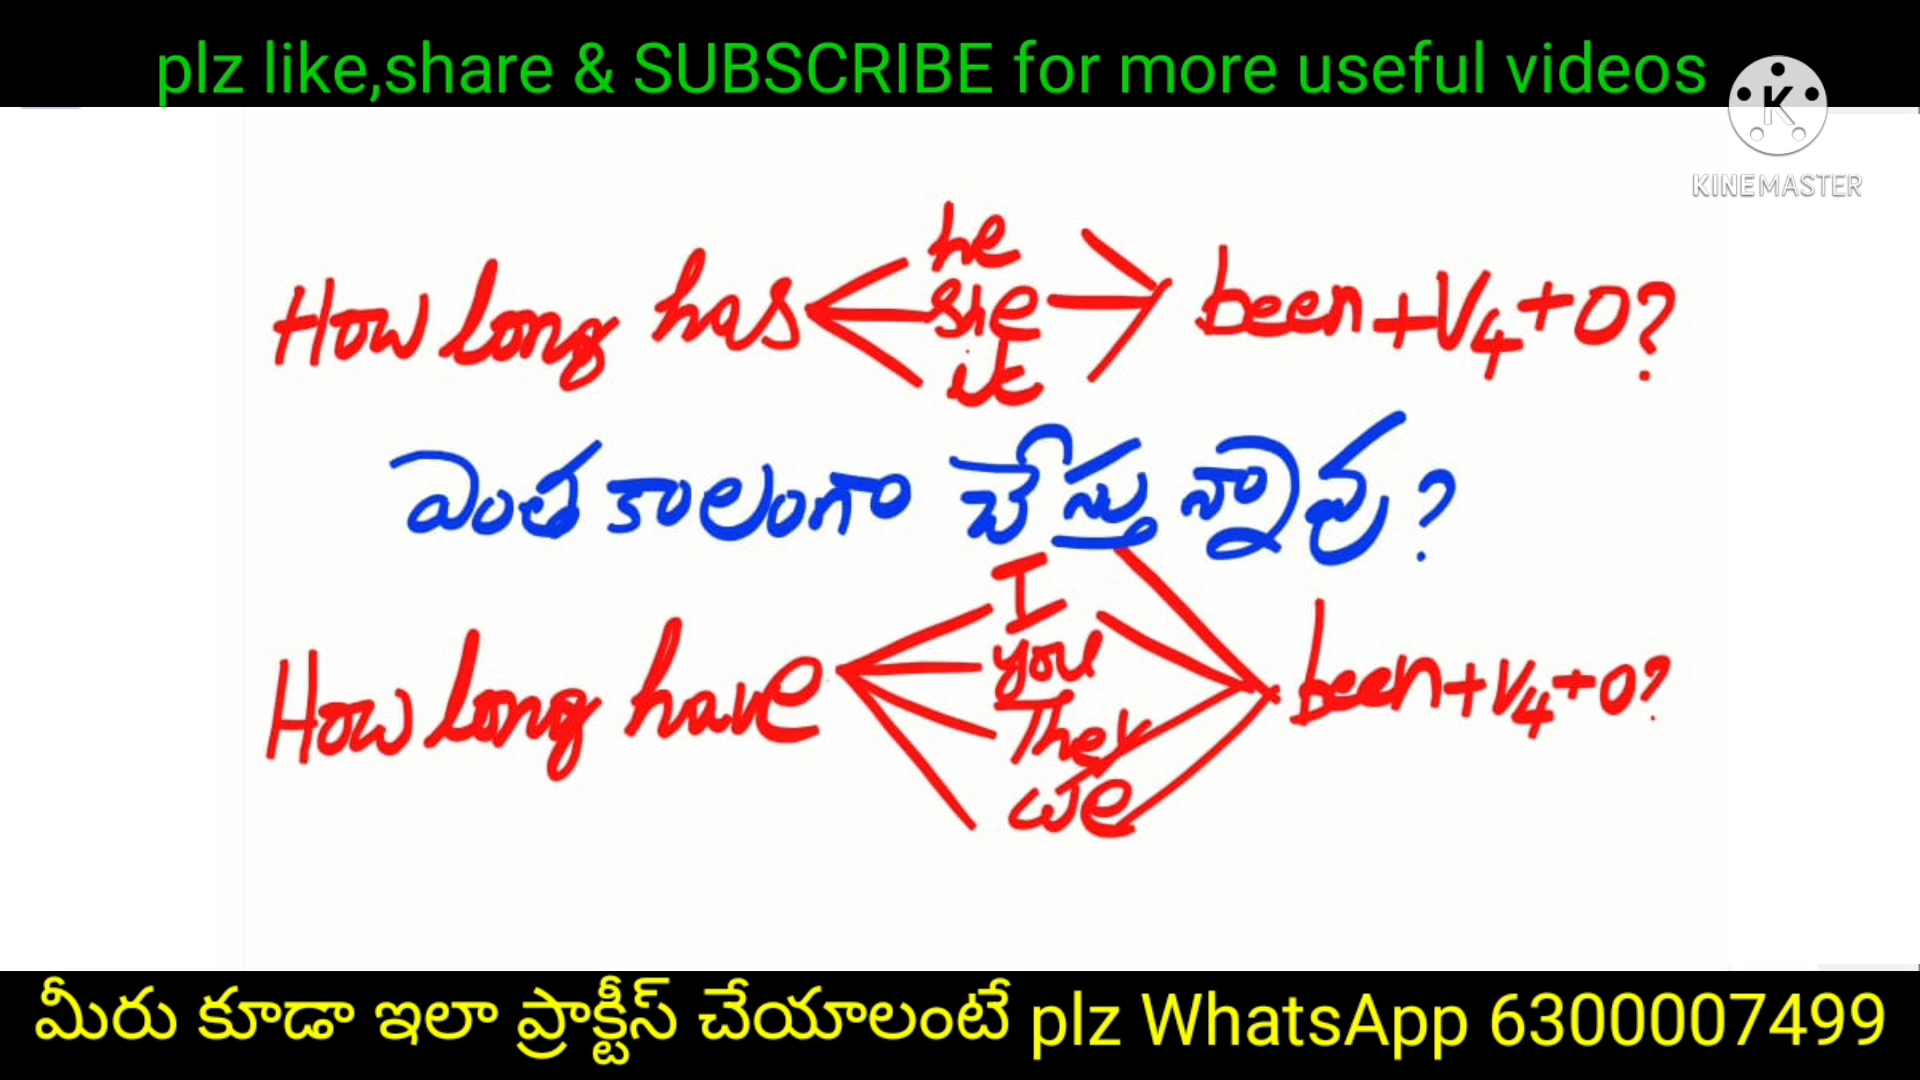 plz like,share & SUBSCRIBE for more useful videos
K
KINEMASTER
he
How long has she been+V4+O?
it
ఎంత కాలంగా చేస్తున్నావు?
I
you
How long have been+V4+O?
They
we
మీరు కూడా ఇలా ప్రాక్టీస్ చేయాలంటే plz WhatsApp 6300007499